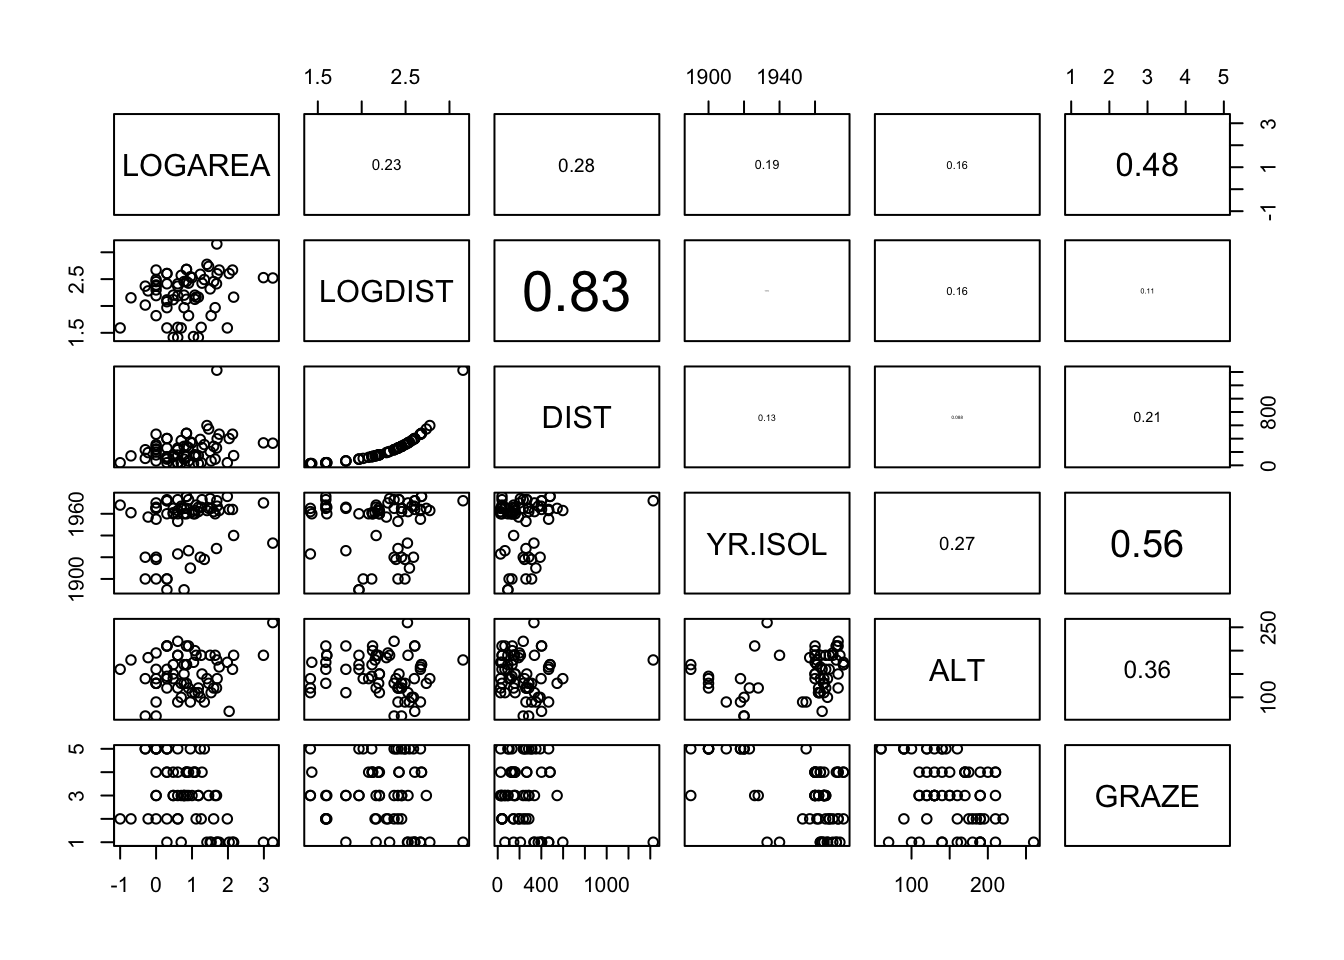 1.5 2.5 1900 1940 1 2 3 4 5
LOGAREA 0.23 0.28 0.19 0.16 0.48 -1 1 3
1.5 2.5 LOGDIST 0.83 0.16 0.11
DIST 0.13 0.21 0 800
1900 1960 YR.ISOL 0.27 0.56
ALT 0.36 100 250
1 3 5 GRAZE
-1 0 1 2 3 0 400 1000 100 200